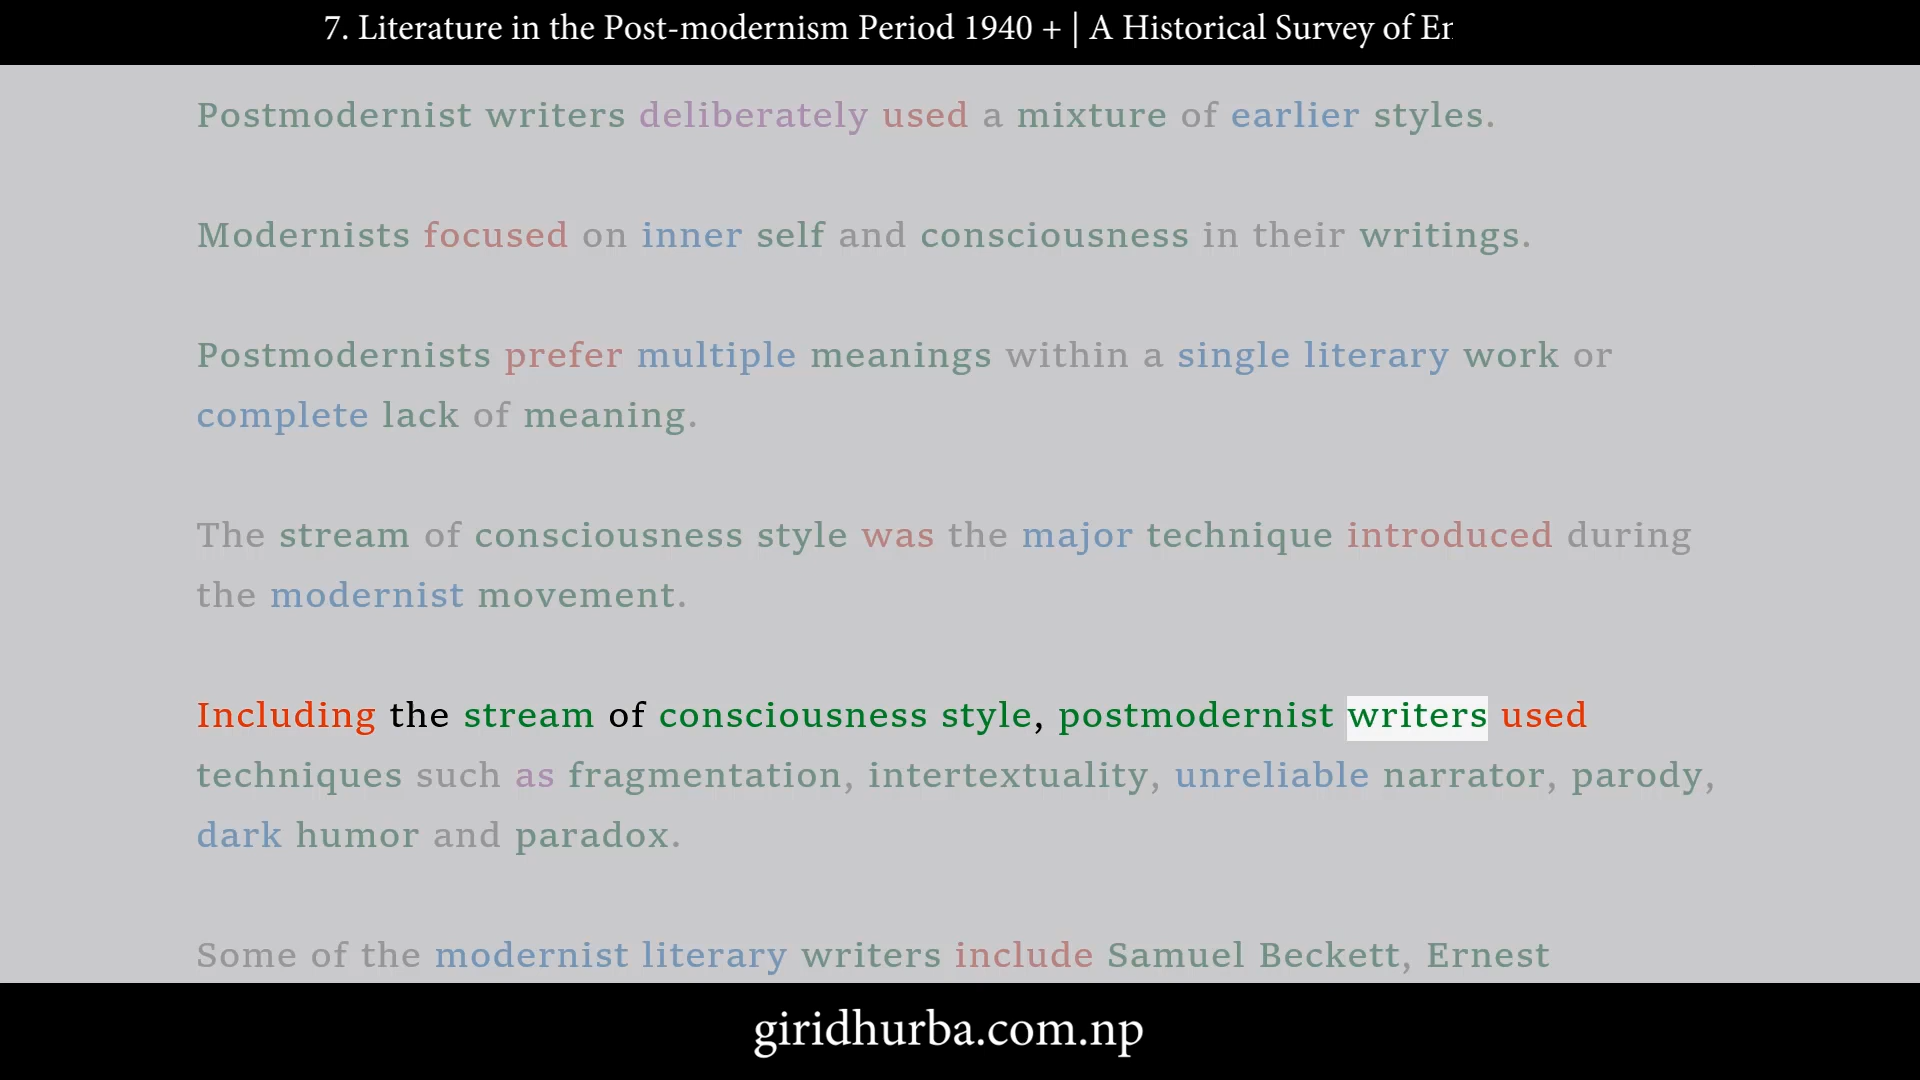 7. Literature in the Post-modernism Period 1940 + | A Historical Survey of En
Postmodernist writers deliberately used a mixture of earlier styles.
Modernists focused on inner self and consciousness in their writings.
Postmodernists prefer multiple meanings within a single literary work or
complete lack of meaning.
The stream of consciousness style was the major technique introduced during
the modernist movement.
Including the stream of consciousness style, postmodernist writers used
techniques such as fragmentation, intertextuality, unreliable narrator, parody,
dark humor and paradox.
Some of the modernist literary writers include Samuel Beckett, Ernest
giridhurba.com.np